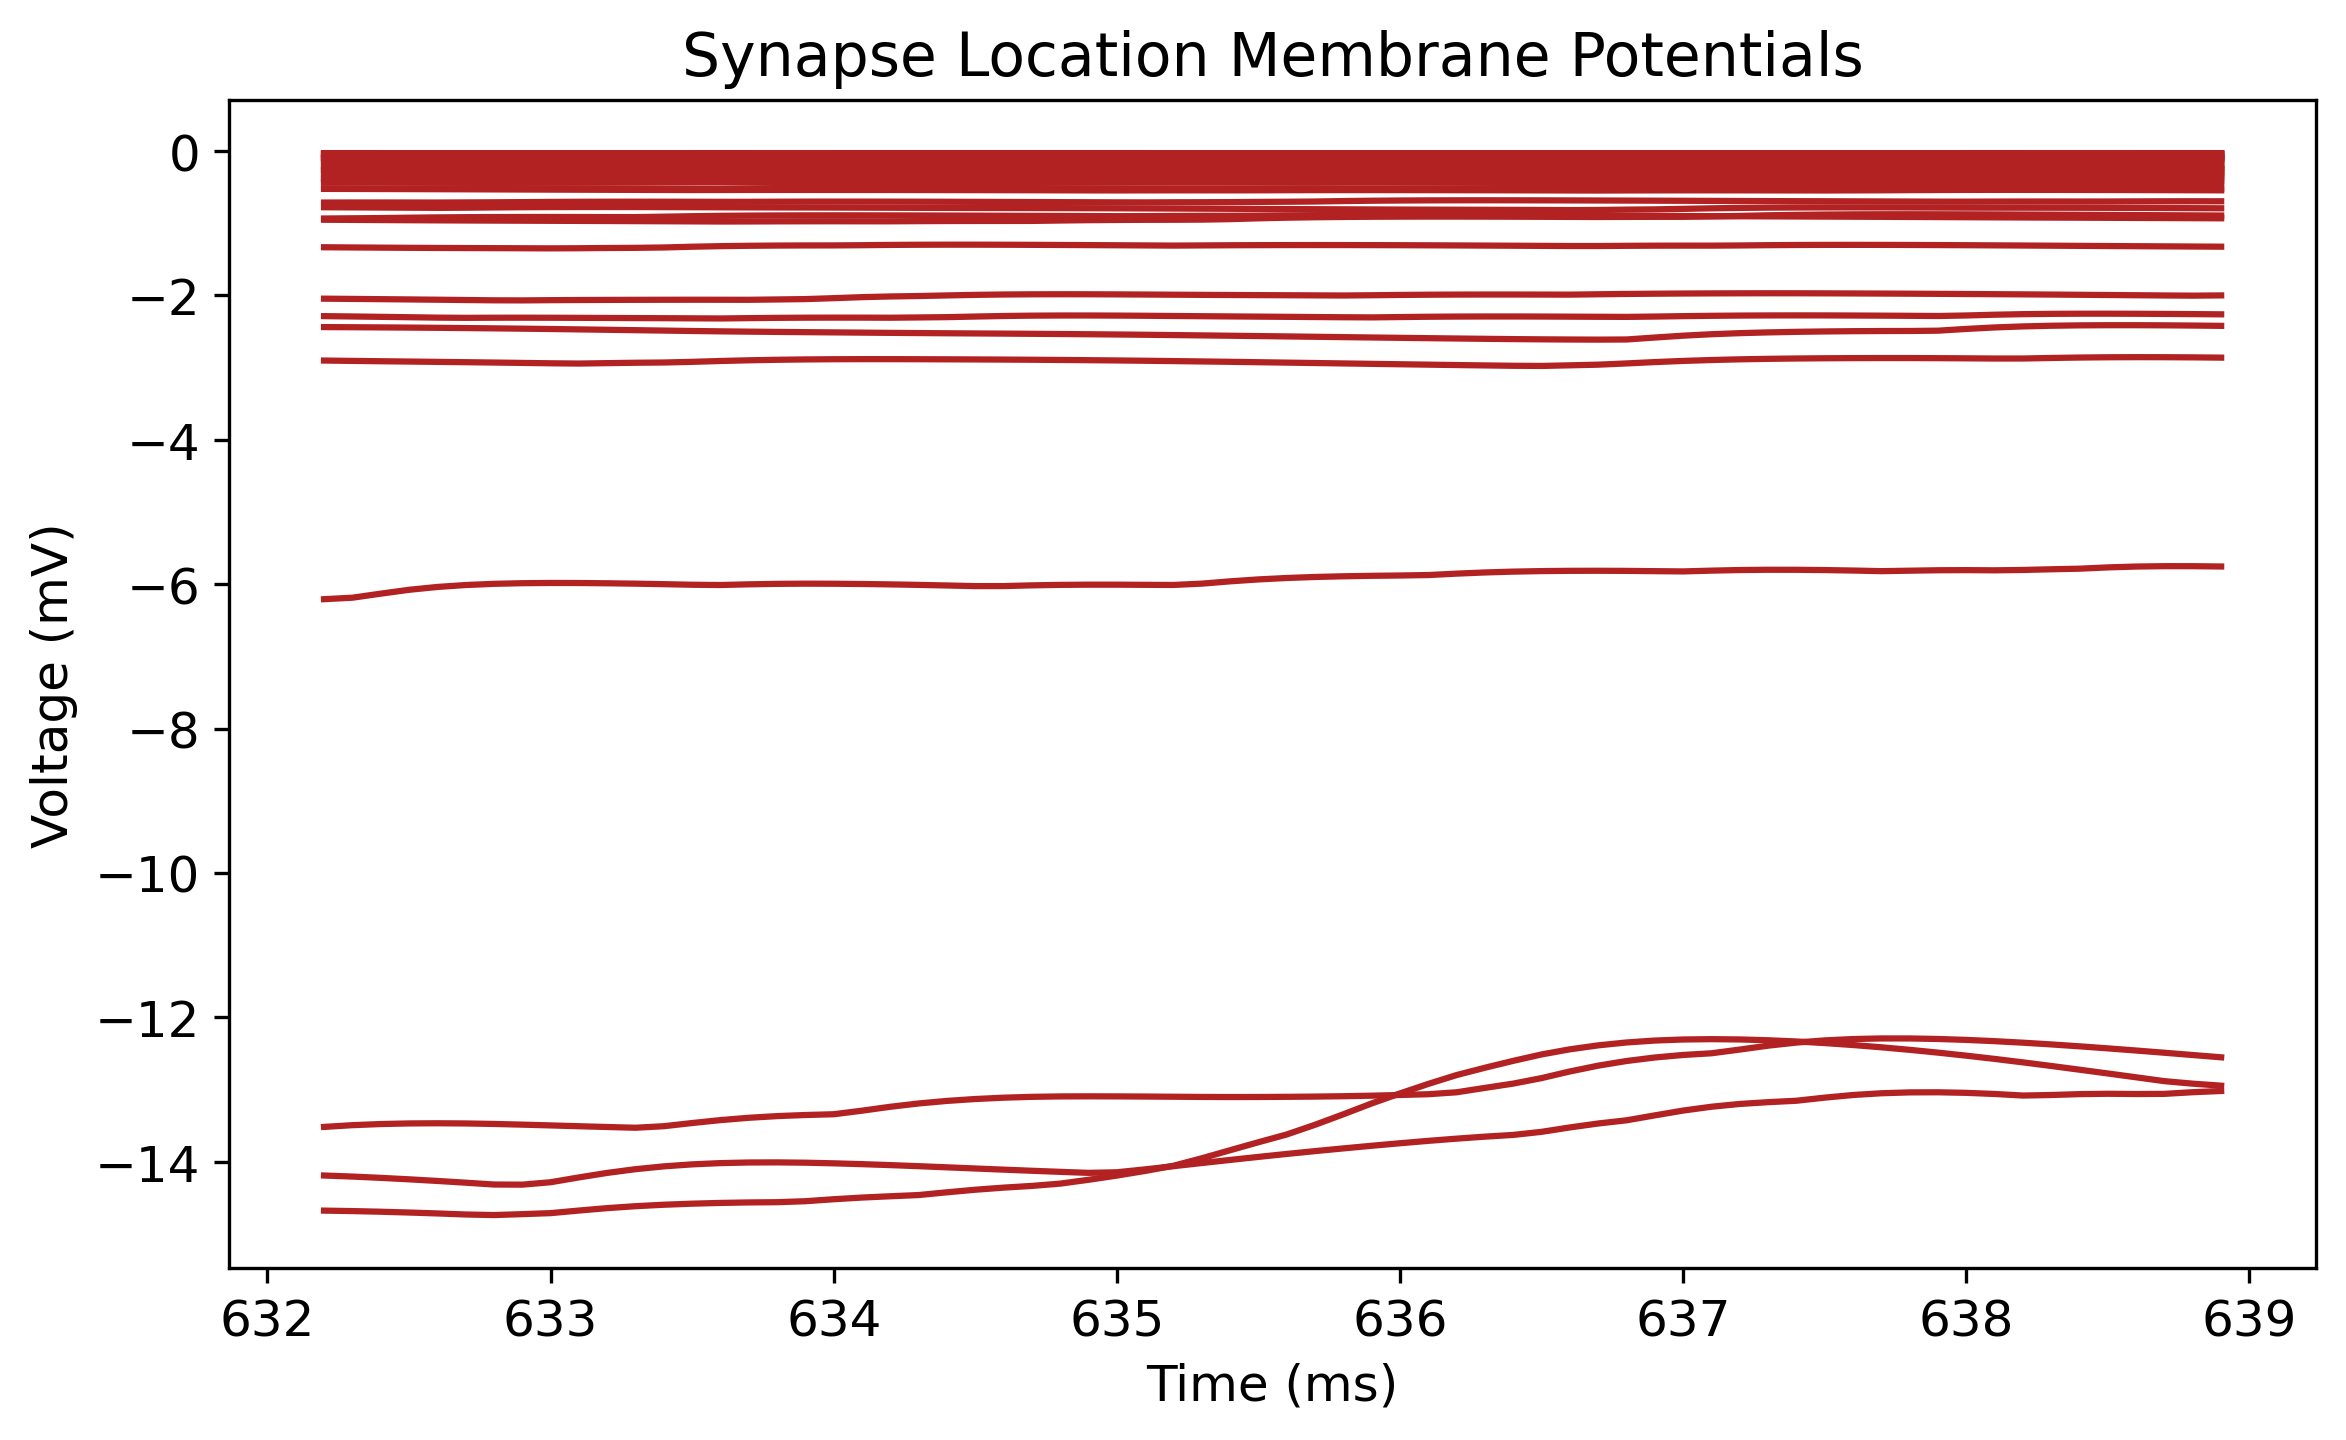 Synapse Location Membrane Potentials
Voltage (mV)
0
−2
−4
−6
−8
−10
−12
−14
632 633 634 635 636 637 638 639
Time (ms)